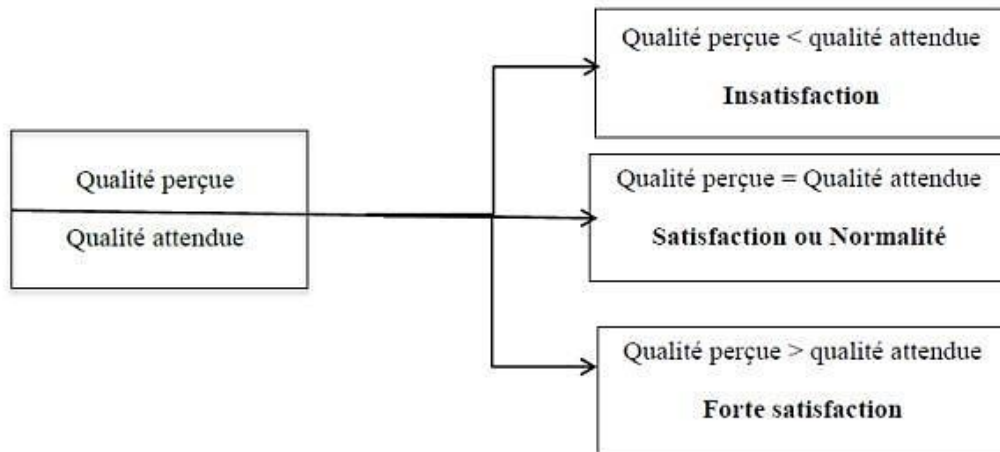 Qualité perçue < qualité attendue
Insatisfaction
Qualité perçue
Qualité attendue
Qualité perçue = Qualité attendue
Satisfaction ou Normalité
Qualité perçue > qualité attendue
Forte satisfaction